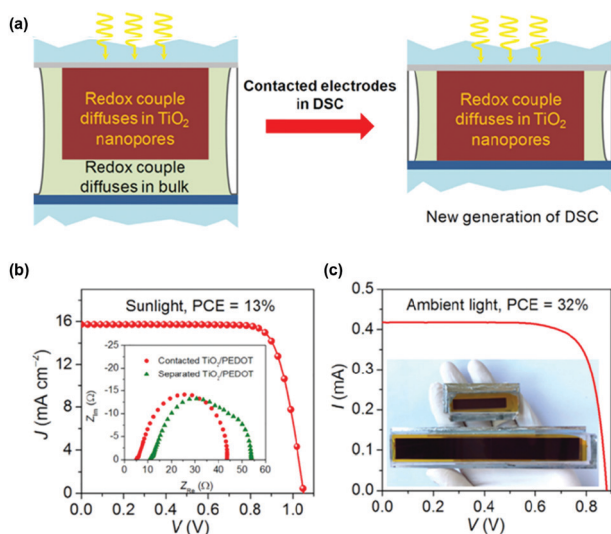 (a)
Redox couple
diffuses in TiO₂
nanopores
Redox couple
diffuses in bulk
Contacted electrodes
in DSC
Redox couple
diffuses in TiO₂
nanopores
New generation of DSC
(b)
Sunlight, PCE = 13%
J (mA cm⁻²)
16
12
8
4
0
0.0 0.2 0.4 0.6 0.8 1.0
V (V)
Contacted TiO₂/PEDOT
Separated TiO₂/PEDOT
Z_Im (Ω)
-25
-20
-15
-10
-5
0
0 10 20 30 40 50 60
Z_Re (Ω)
(c)
Ambient light, PCE = 32%
I (mA)
0.5
0.4
0.3
0.2
0.1
0.0
0.0 0.2 0.4 0.6 0.8
V (V)